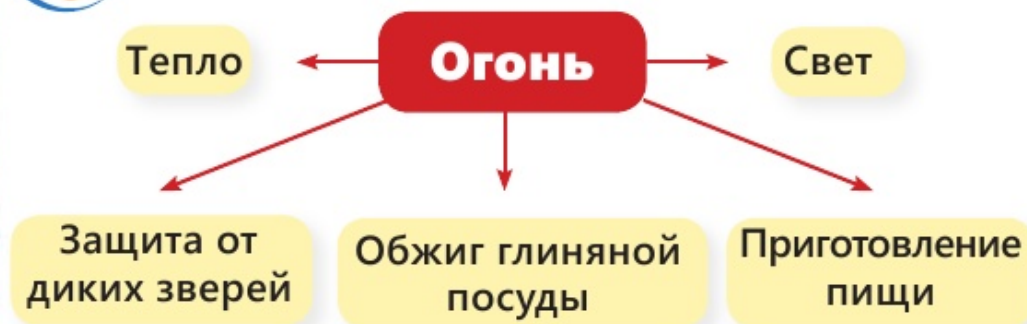 Огонь
Тепло
Свет
Защита от
диких зверей
Обжиг глиняной
посуды
Приготовление
пищи